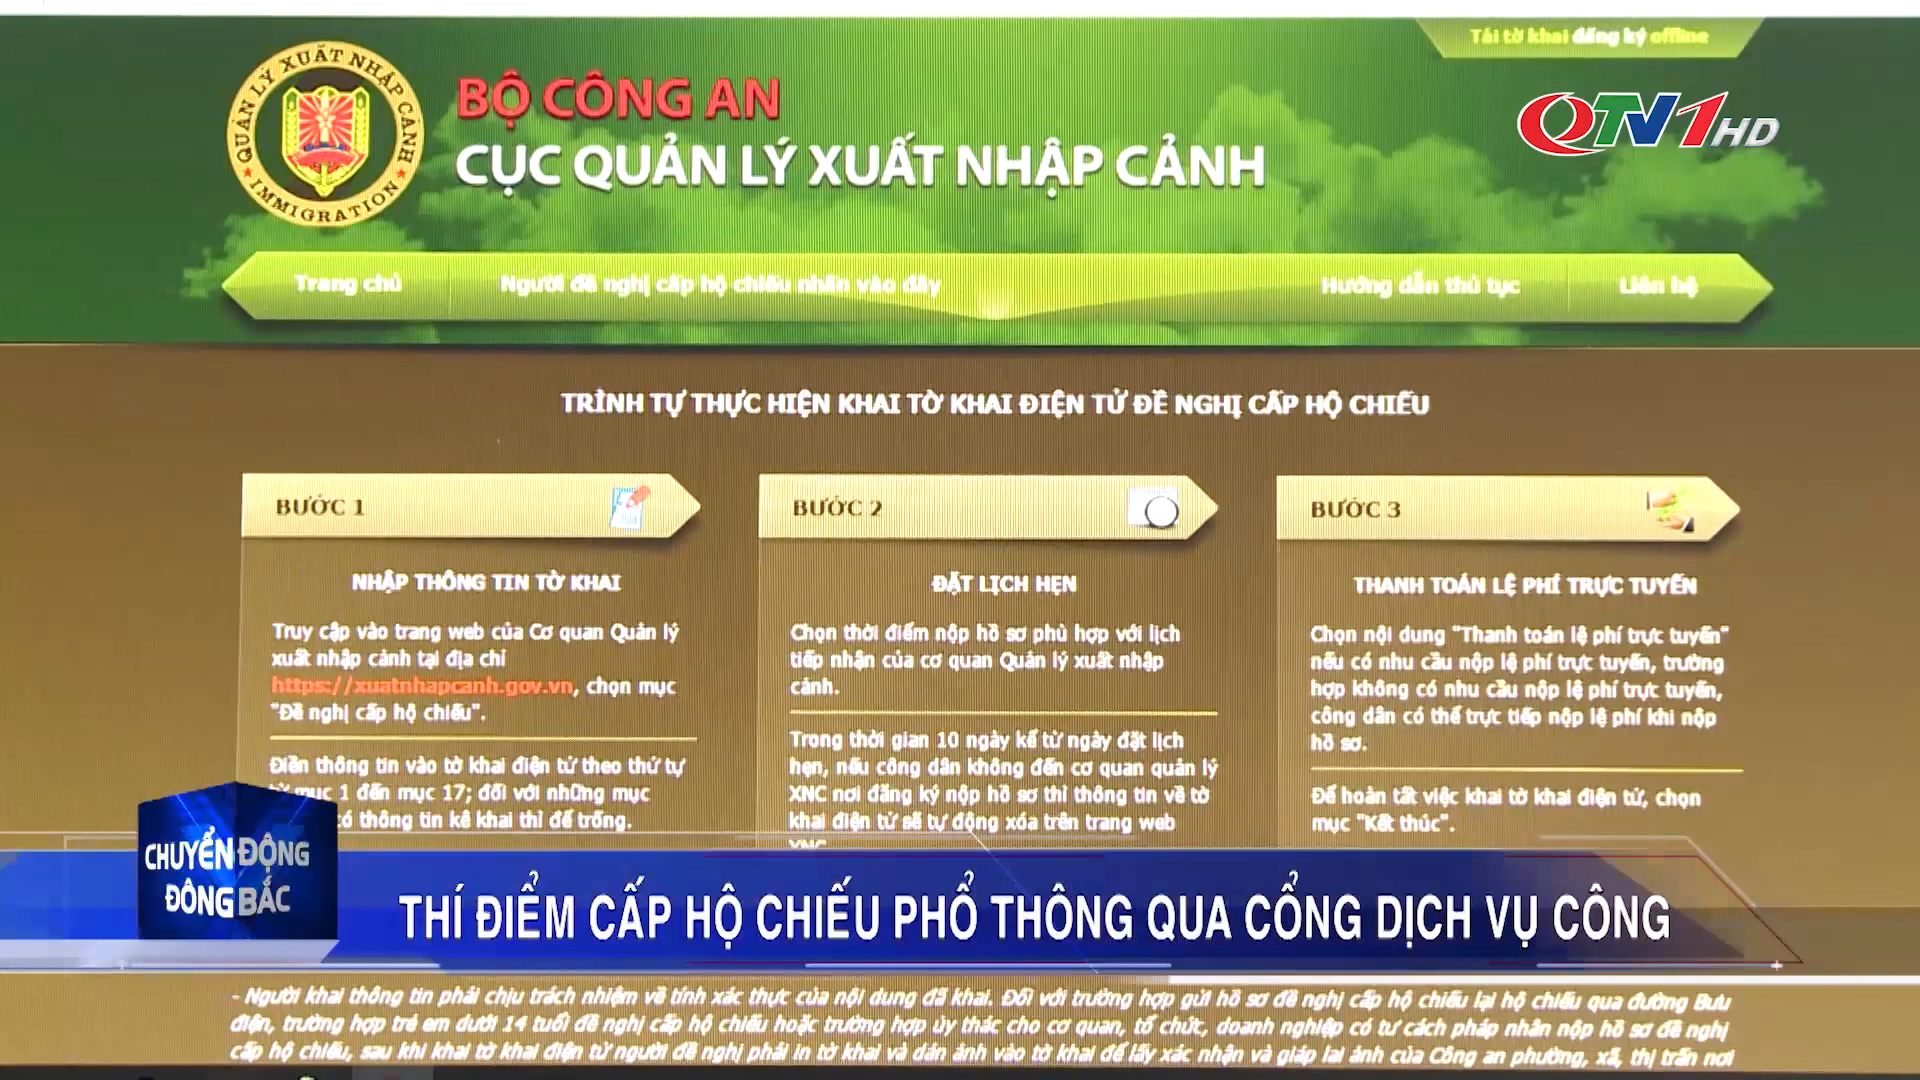 Tải tờ khai đăng ký offline
QUẢN LÝ XUẤT NHẬP CẢNH
IMMIGRATION
BỘ CÔNG AN
CỤC QUẢN LÝ XUẤT NHẬP CẢNH
QTV1HD
Trang chủ
Người đề nghị cấp hộ chiếu nhấn vào đây
Hướng dẫn thủ tục
Liên hệ
TRÌNH TỰ THỰC HIỆN KHAI TỜ KHAI ĐIỆN TỬ ĐỀ NGHỊ CẤP HỘ CHIẾU
BƯỚC 1
NHẬP THÔNG TIN TỜ KHAI
Truy cập vào trang web của Cơ quan Quản lý
xuất nhập cảnh tại địa chỉ
https://xuatnhapcanh.gov.vn, chọn mục
"Đề nghị cấp hộ chiếu".
Điền thông tin vào tờ khai điện tử theo thứ tự
mục 1 đến mục 17; đối với những mục
có thông tin kê khai thì để trống.
BƯỚC 2
ĐẶT LỊCH HẸN
Chọn thời điểm nộp hồ sơ phù hợp với lịch
tiếp nhận của cơ quan Quản lý xuất nhập
cảnh.
Trong thời gian 10 ngày kể từ ngày đặt lịch
hẹn, nếu công dân không đến cơ quan quản lý
XNC nơi đăng ký nộp hồ sơ thì thông tin về tờ
khai điện tử sẽ tự động xóa trên trang web
XNC
BƯỚC 3
THANH TOÁN LỆ PHÍ TRỰC TUYẾN
Chọn nội dung "Thanh toán lệ phí trực tuyến"
nếu có nhu cầu nộp lệ phí trực tuyến, trường
hợp không có nhu cầu nộp lệ phí trực tuyến,
công dân có thể trực tiếp nộp lệ phí khi nộp
hồ sơ.
Để hoàn tất việc khai tờ khai điện tử, chọn
mục "Kết thúc".
CHUYỂN ĐỘNG
ĐÔNG BẮC
THÍ ĐIỂM CẤP HỘ CHIẾU PHỔ THÔNG QUA CỔNG DỊCH VỤ CÔNG
- Người khai thông tin phải chịu trách nhiệm về tính xác thực của nội dung đã khai. Đối với trường hợp gửi hồ sơ đề nghị cấp hộ chiếu lại hộ chiếu qua đường Bưu
điện, trường hợp trẻ em dưới 14 tuổi đề nghị cấp hộ chiếu hoặc trường hợp ủy thác cho cơ quan, tổ chức, doanh nghiệp có tư cách pháp nhân nộp hồ sơ đề nghị
cấp hộ chiếu, sau khi khai tờ khai điện tử người đề nghị phải in tờ khai và dán ảnh vào tờ khai để lấy xác nhận và giáp lai ảnh của Công an phường, xã, thị trấn nơi